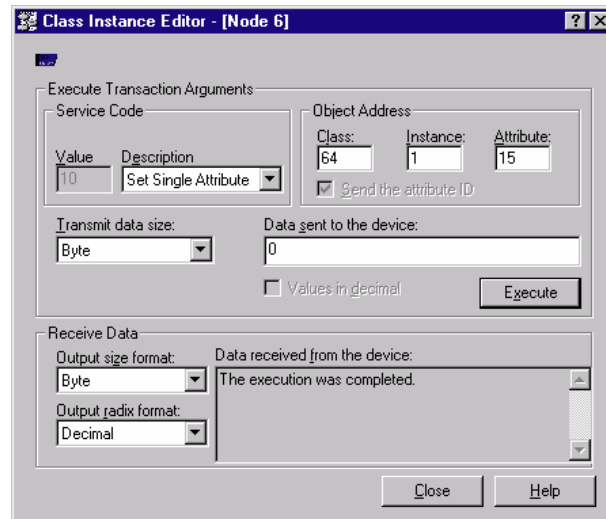 Class Instance Editor - [Node 6]
Execute Transaction Arguments
Service Code
Object Address
Value
Description
Class:
Instance:
Attribute:
10
Set Single Attribute
64
1
15
Send the attribute ID
Transmit data size:
Data sent to the device:
Byte
0
Values in decimal
Execute
Receive Data
Output size format:
Data received from the device:
Byte
The execution was completed.
Output radix format:
Decimal
Close
Help